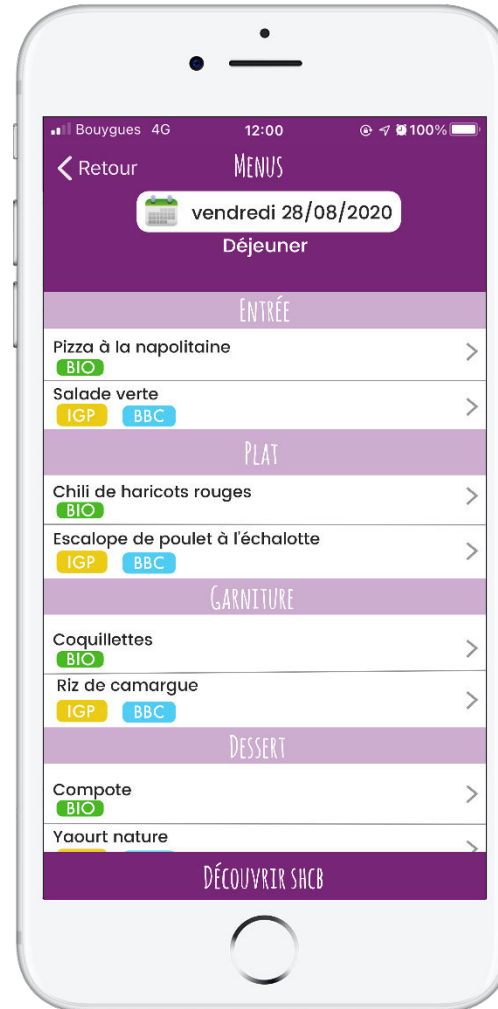 Bouygues 4G 12:00 100%
Retour MENUS
vendredi 28/08/2020
Déjeuner
ENTRÉE
Pizza à la napolitaine
BIO
Salade verte
IGP BBC
PLAT
Chili de haricots rouges
BIO
Escalope de poulet à l'échalotte
IGP BBC
GARNITURE
Coquillettes
BIO
Riz de camargue
IGP BBC
DESSERT
Compote
BIO
Yaourt nature
DÉCOUVRIR SHCB